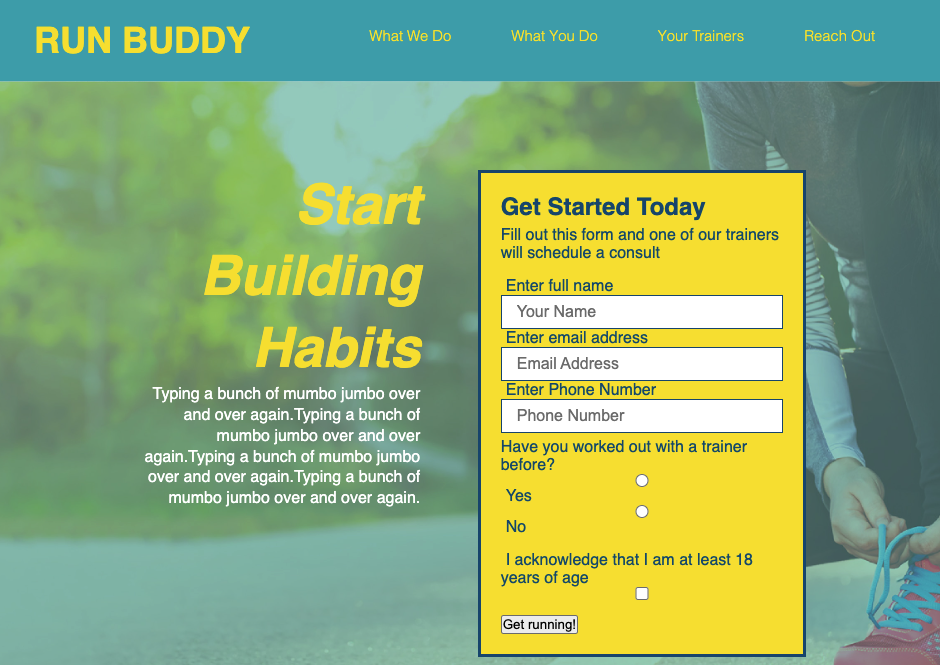 RUN BUDDY
What We Do
What You Do
Your Trainers
Reach Out
Start
Building
Habits
Typing a bunch of mumbo jumbo over
and over again.Typing a bunch of
mumbo jumbo over and over
again.Typing a bunch of mumbo jumbo
over and over again.Typing a bunch of
mumbo jumbo over and over again.
Get Started Today
Fill out this form and one of our trainers
will schedule a consult
Enter full name
Your Name
Enter email address
Email Address
Enter Phone Number
Phone Number
Have you worked out with a trainer
before?
Yes
No
I acknowledge that I am at least 18
years of age
Get running!